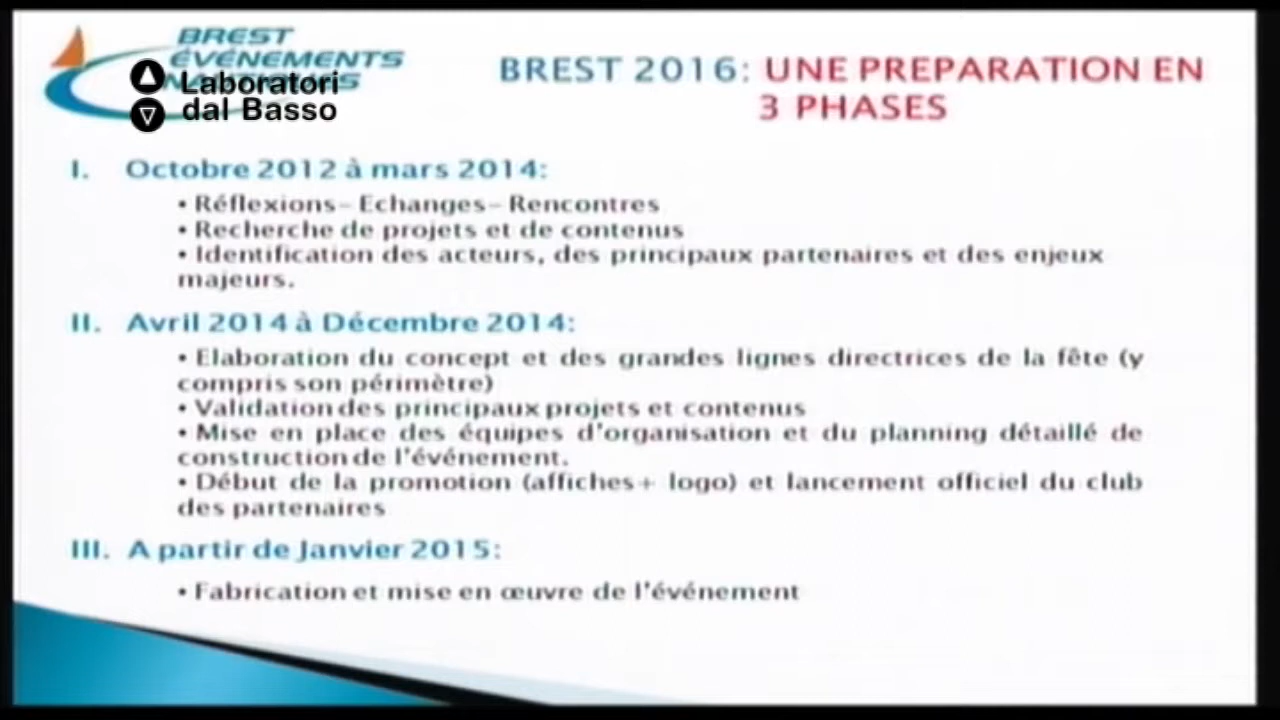 BREST
ÉVÉNEMENTS
Laboratori
dal Basso
BREST 2016: UNE PREPARATION EN
3 PHASES
I. Octobre 2012 à mars 2014:
• Réflexions- Echanges- Rencontres
• Recherche de projets et de contenus
• Identification des acteurs, des principaux partenaires et des enjeux
majeurs.
II. Avril 2014 à Décembre 2014:
• Elaboration du concept et des grandes lignes directrices de la fête (y
compris son périmètre)
• Validation des principaux projets et contenus
• Mise en place des équipes d'organisation et du planning détaillé de
construction de l'événement.
• Début de la promotion (affiches+ logo) et lancement officiel du club
des partenaires
III. A partir de Janvier 2015:
• Fabrication et mise en œuvre de l'événement